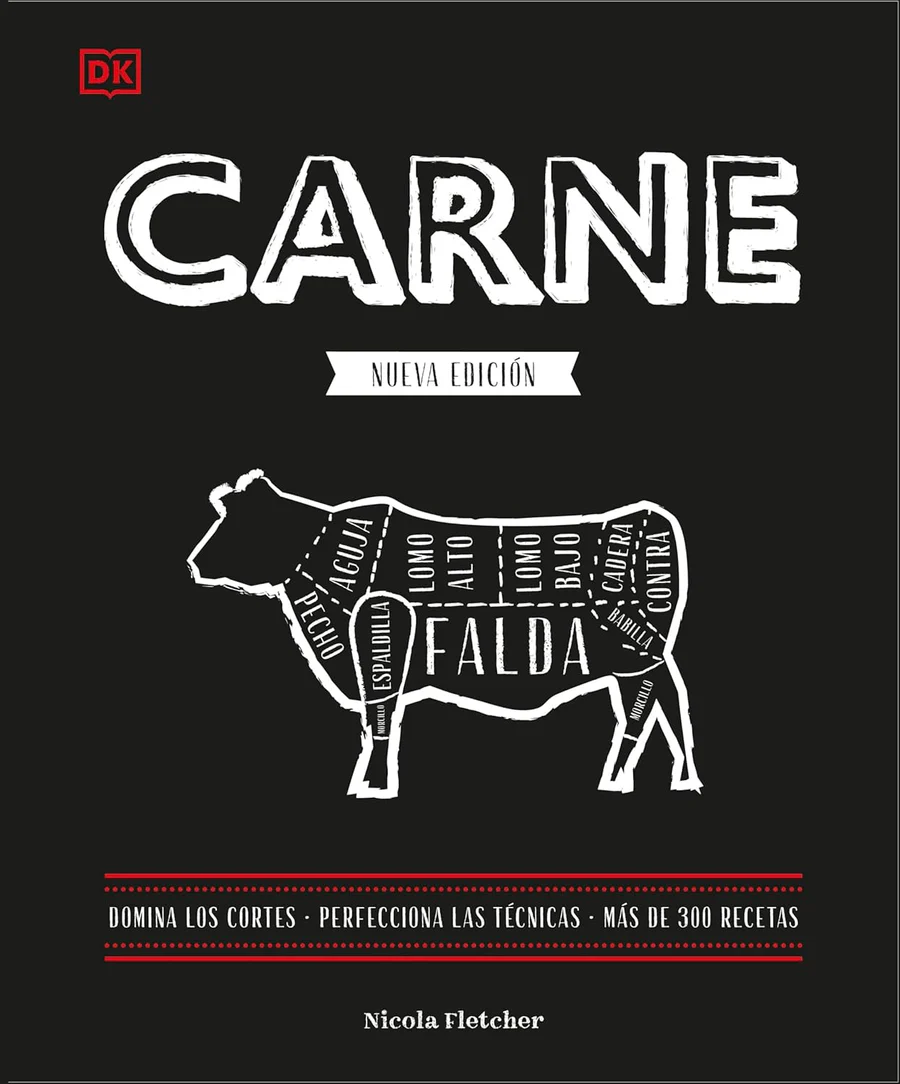 DK
CARNE
NUEVA EDICIÓN
AGUJA
PECHO
ESPALDILLA
MORCILLO
LOMO
ALTO
LOMO
BAJO
CADERA
CONTRA
BABILLA
FALDA
MORCILLO
DOMINA LOS CORTES · PERFECCIONA LAS TÉCNICAS · MÁS DE 300 RECETAS
Nicola Fletcher